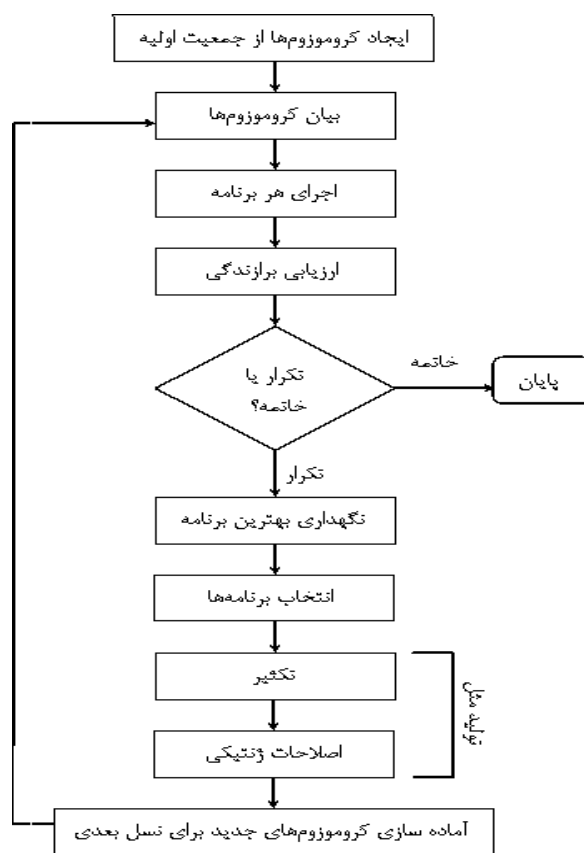 ایجاد کروموزوم‌ها از جمعیت اولیه
بیان کروموزوم‌ها
اجرای هر برنامه
ارزیابی برازندگی
تکرار یا
خاتمه؟
خاتمه
پایان
تکرار
نگهداری بهترین برنامه
انتخاب برنامه‌ها
تکثیر
اصلاحات ژنتیکی
تولید مثل
آماده سازی کروموزوم‌های جدید برای نسل بعدی